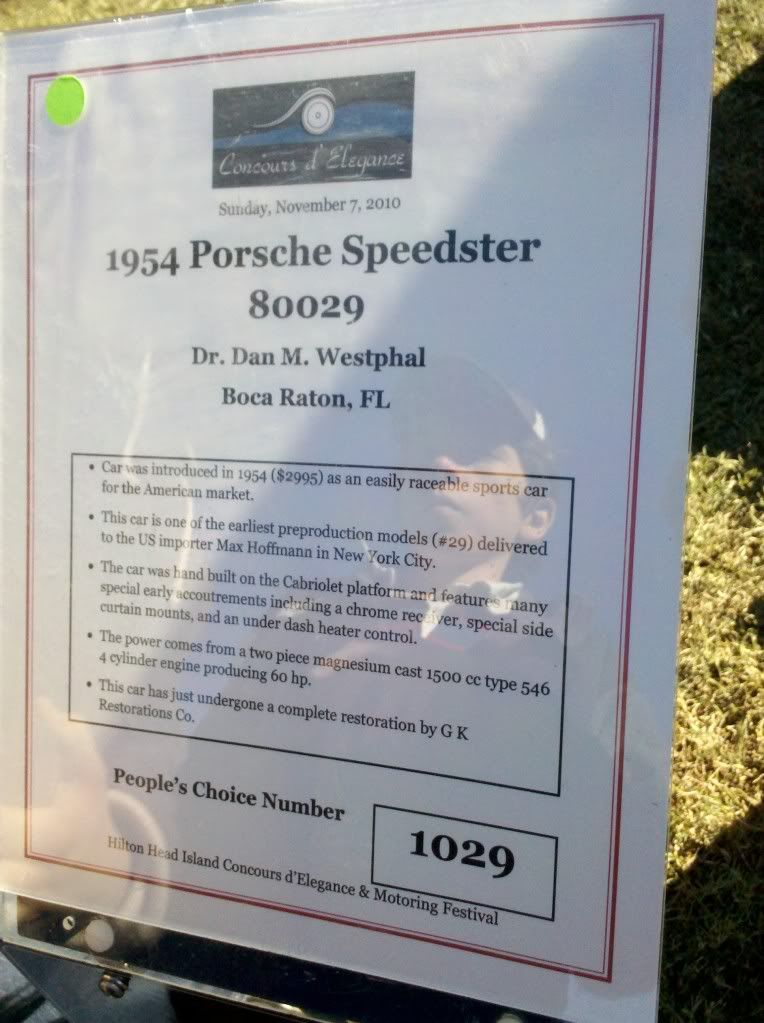 Concours d'Elegance
Sunday, November 7, 2010
1954 Porsche Speedster
80029
Dr. Dan M. Westphal
Boca Raton, FL
• Car was introduced in 1954 ($2995) as an easily raceable sports car
for the American market.
• This car is one of the earliest preproduction models (#29) delivered
to the US importer Max Hoffmann in New York City.
• The car was hand built on the Cabriolet platform and features many
special early accoutrements including a chrome receiver, special side
curtain mounts, and an under dash heater control.
• The power comes from a two piece magnesium cast 1500 cc type 546
4 cylinder engine producing 60 hp.
• This car has just undergone a complete restoration by G K
Restorations Co.
People's Choice Number
1029
Hilton Head Island Concours d'Elegance & Motoring Festival